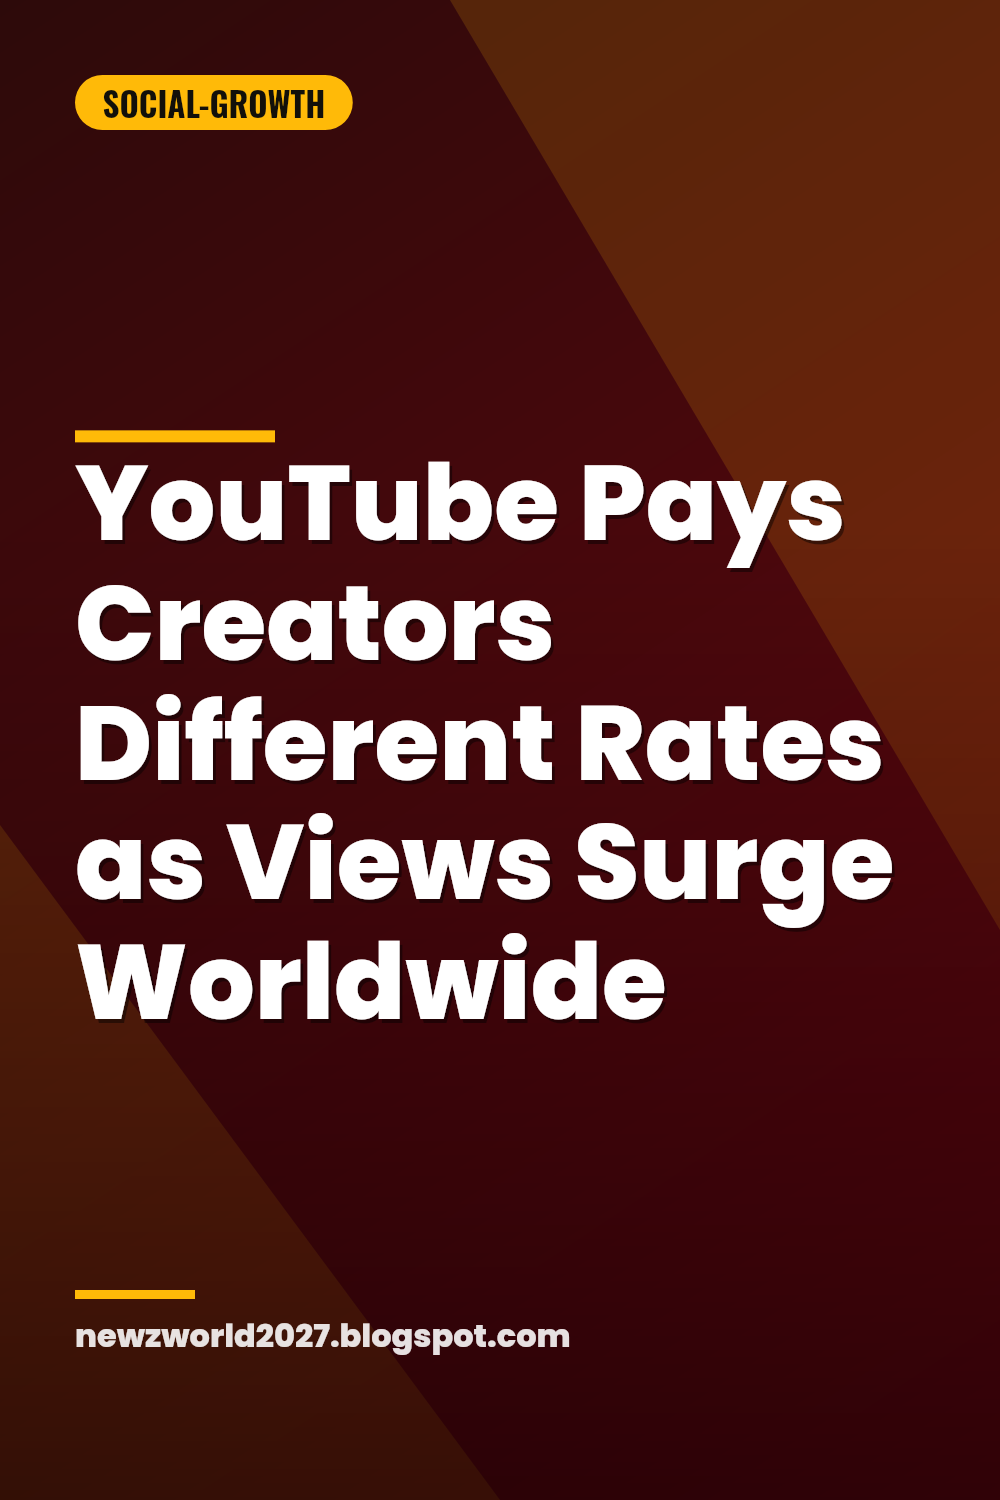 SOCIAL-GROWTH
YouTube Pays
Creators
Different Rates
as Views Surge
Worldwide
newzworld2027.blogspot.com